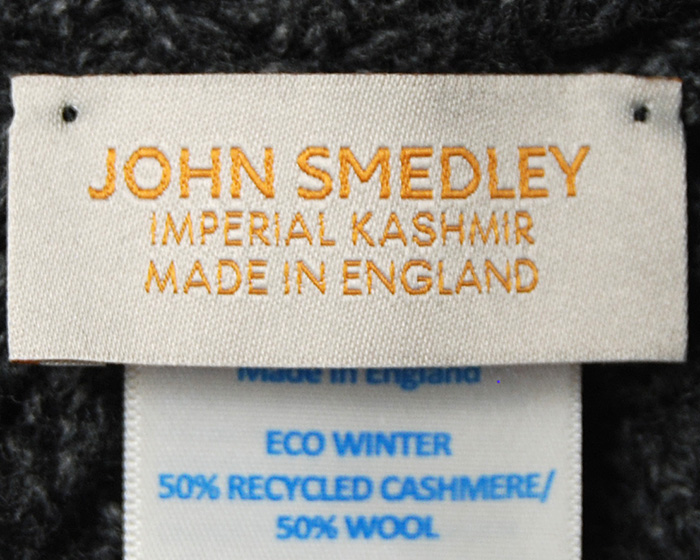 JOHN SMEDLEY
IMPERIAL KASHMIR
MADE IN ENGLAND
Made in England
ECO WINTER
50% RECYCLED CASHMERE/
50% WOOL